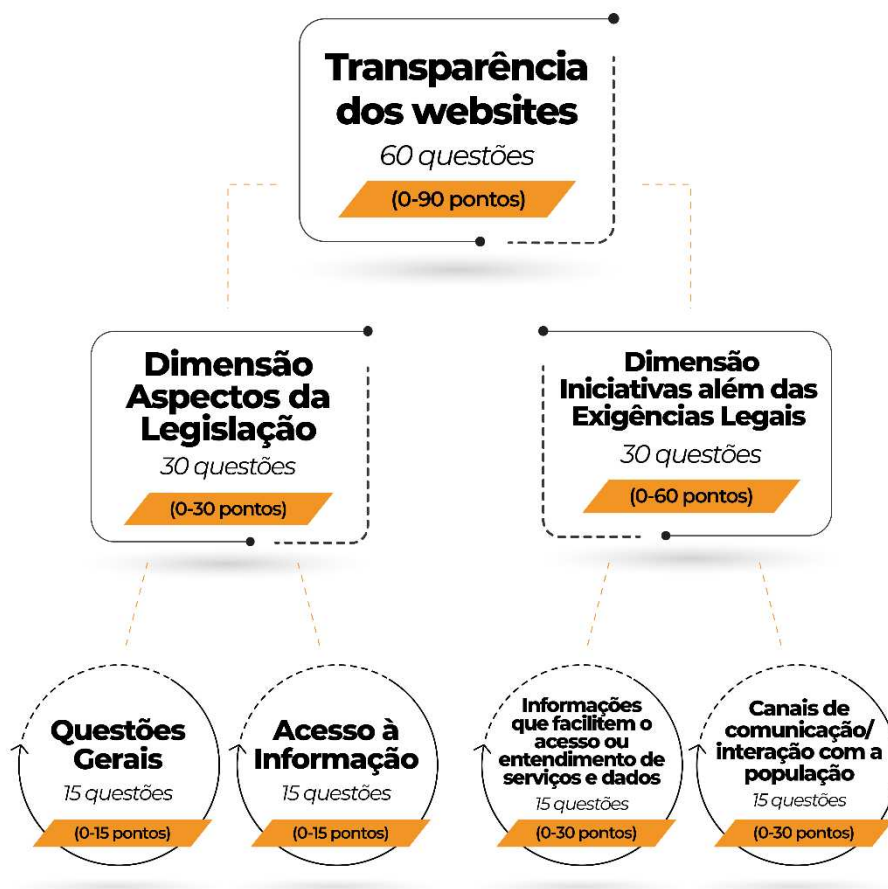 Transparência
dos websites
60 questões
(0-90 pontos)
Dimensão
Aspectos da
Legislação
30 questões
(0-30 pontos)
Dimensão
Iniciativas além das
Exigências Legais
30 questões
(0-60 pontos)
Questões
Gerais
15 questões
(0-15 pontos)
Acesso à
Informação
15 questões
(0-15 pontos)
Informações
que facilitem o
acesso ou
entendimento de
serviços e dados
15 questões
(0-30 pontos)
Canais de
comunicação/
interação com a
população
15 questões
(0-30 pontos)